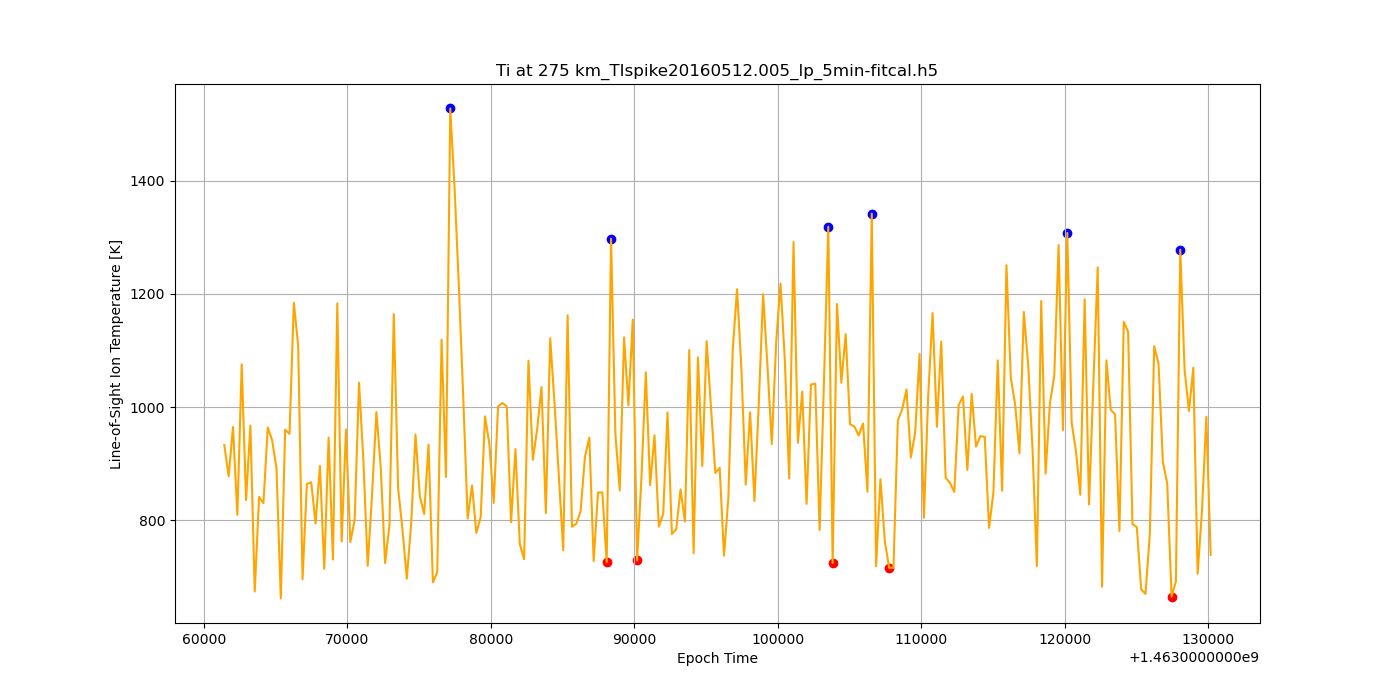 Ti at 275 km_TIspike20160512.005_lp_5min-fitcal.h5
Line-of-Sight Ion Temperature [K]
1400
1200
1000
800
60000 70000 80000 90000 100000 110000 120000 130000
Epoch Time
+1.4630000000e9